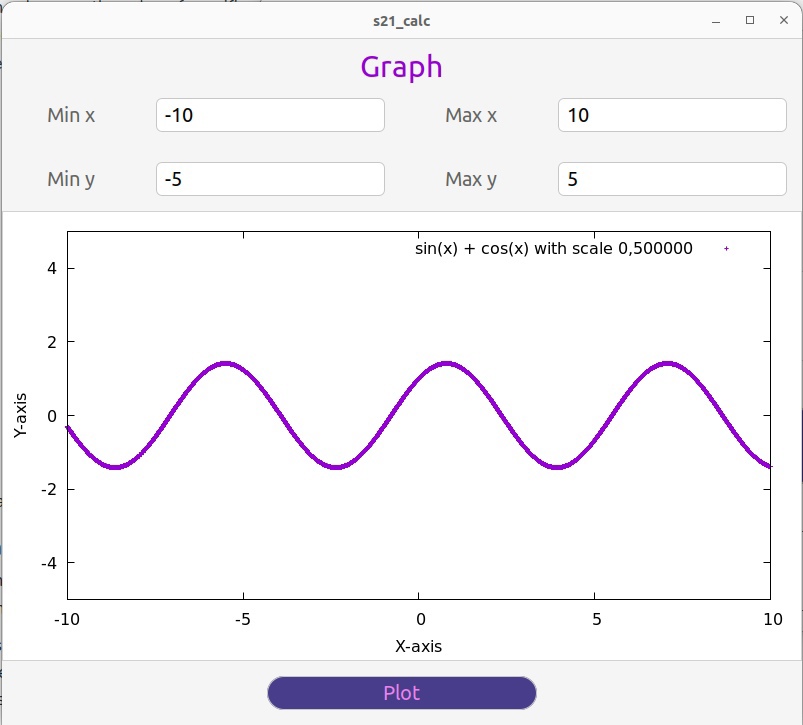 s21_calc
Graph
Min x -10 Max x 10
Min y -5 Max y 5
sin(x) + cos(x) with scale 0,500000
4
2
0
-2
-4
Y-axis
-10 -5 0 5 10
X-axis
Plot